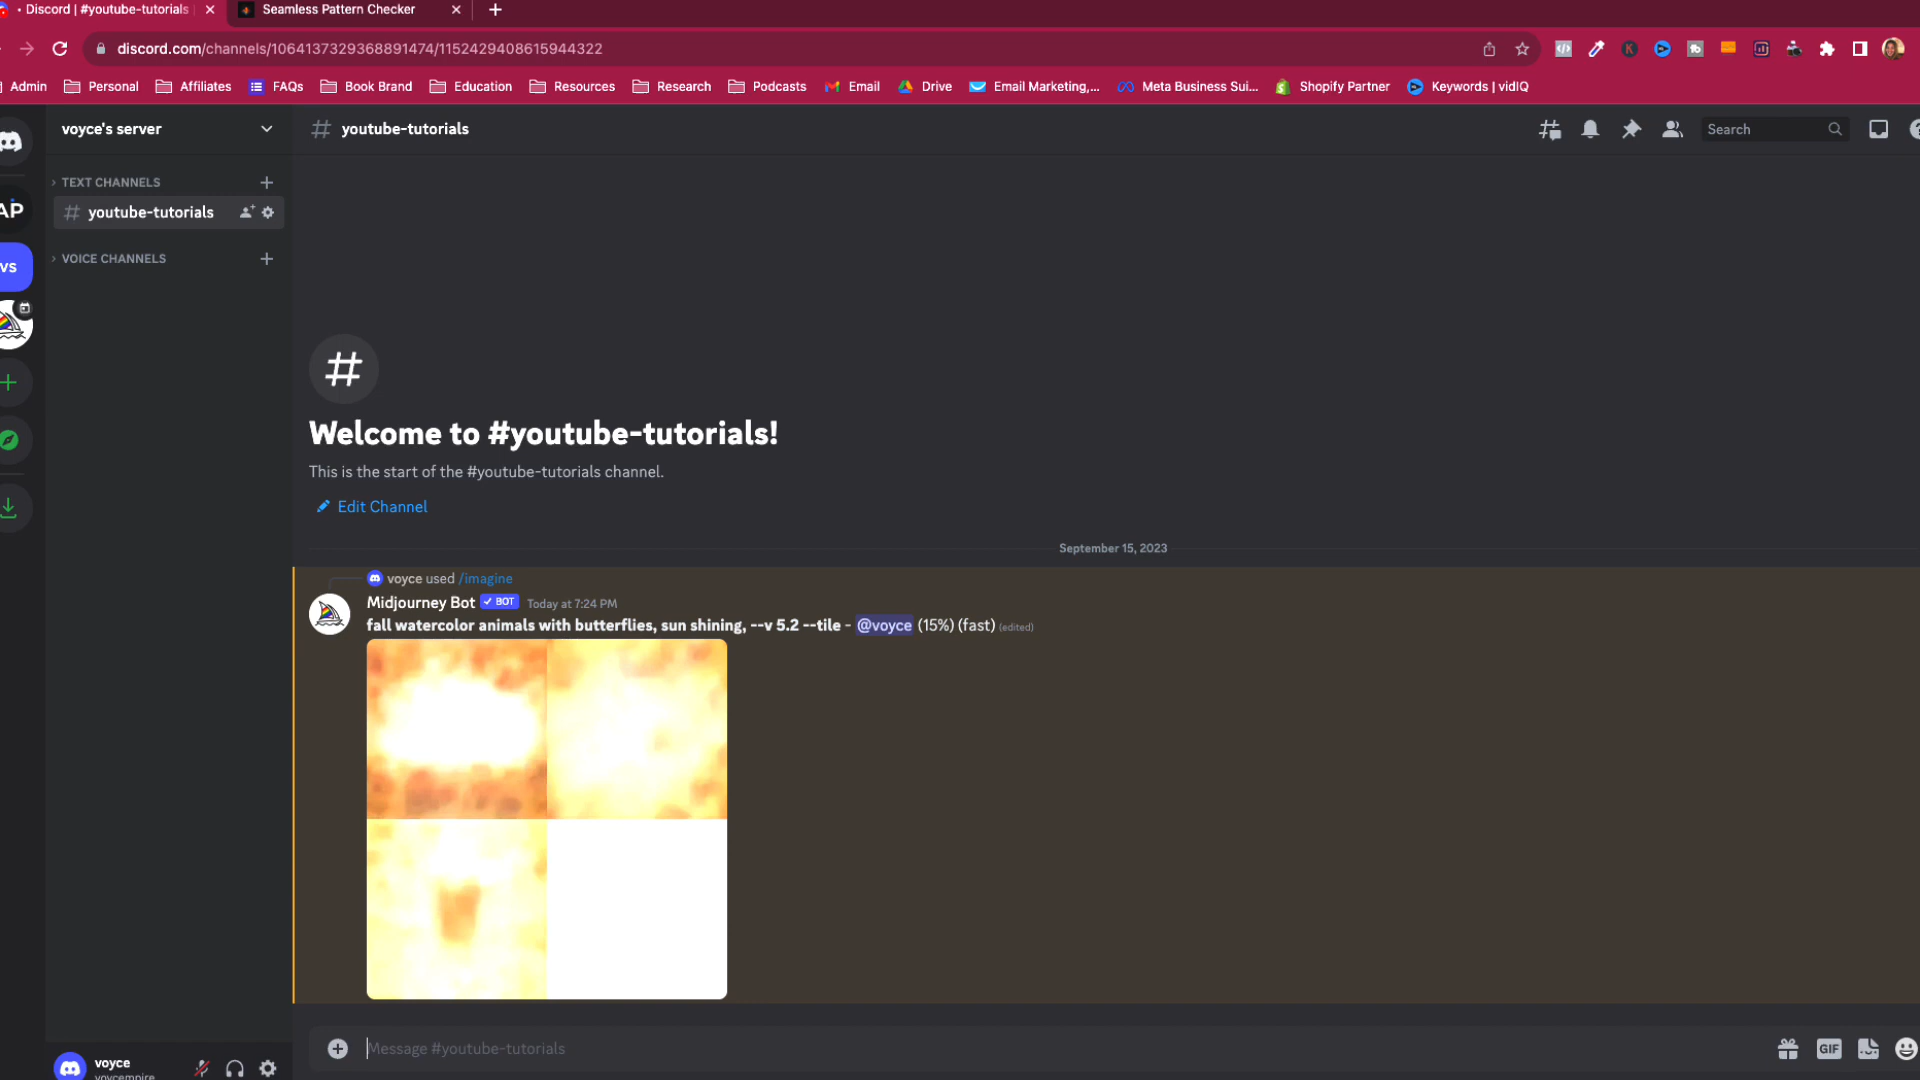 • Discord | #youtube-tutorials
Seamless Pattern Checker
discord.com/channels/1064137329368891474/1152429408615944322
Admin
Personal
Affiliates
FAQs
Book Brand
Education
Resources
Research
Podcasts
Email
Drive
Email Marketing,...
Meta Business Sui...
Shopify Partner
Keywords | vidIQ
voyce's server
youtube-tutorials
Search
TEXT CHANNELS
youtube-tutorials
VOICE CHANNELS
AP
vs
Welcome to #youtube-tutorials!
This is the start of the #youtube-tutorials channel.
Edit Channel
September 15, 2023
voyce used /imagine
Midjourney Bot ✓ BOT Today at 7:24 PM
fall watercolor animals with butterflies, sun shining, --v 5.2 --tile - @voyce (15%) (fast) (edited)
Message #youtube-tutorials
GIF
voyce
voycempire